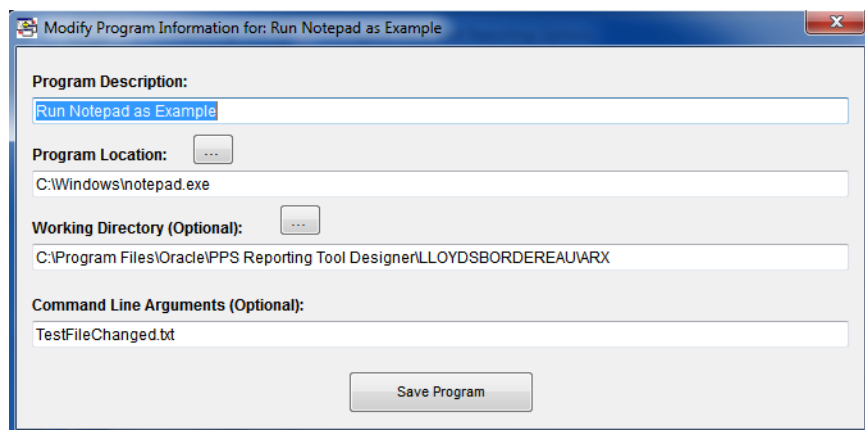 Modify Program Information for: Run Notepad as Example
Program Description:
Run Notepad as Example
Program Location:
...
C:\Windows\notepad.exe
Working Directory (Optional):
...
C:\Program Files\Oracle\PPS Reporting Tool Designer\LLOYDSBORDEREAU\ARX
Command Line Arguments (Optional):
TestFileChanged.txt
Save Program